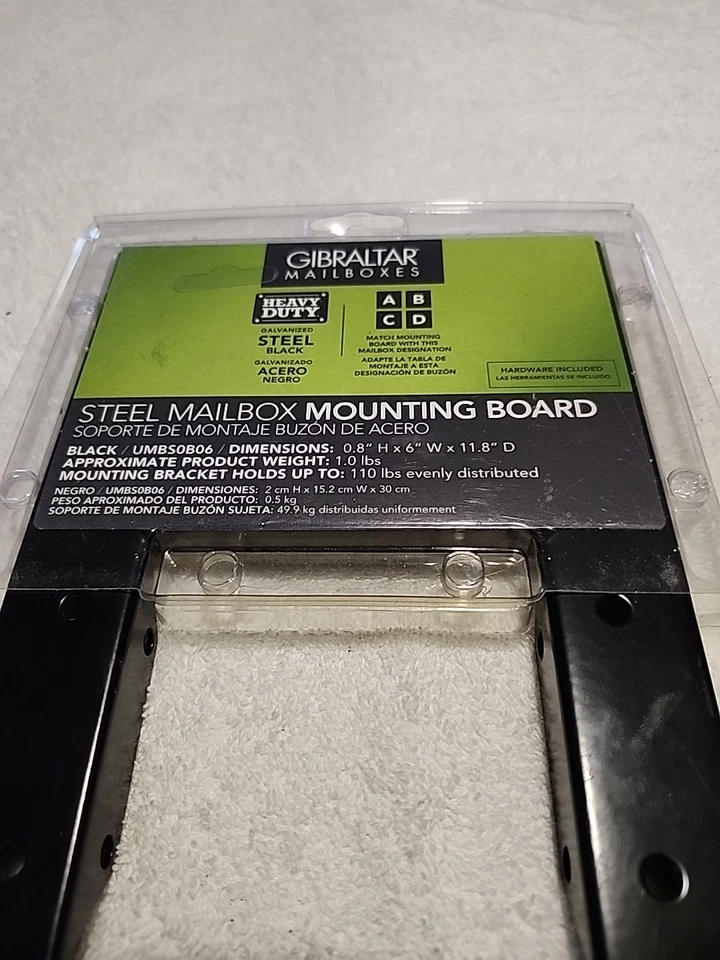 GIBRALTAR
MAILBOXES
HEAVY
DUTY
GALVANIZED
STEEL
BLACK
GALVANIZADO
ACERO
NEGRO
A B
C D
MATCH MOUNTING
BOARD WITH THIS
MAILBOX DESIGNATION
ADAPTE LA TABLA DE
MONTAJE A ESTA
DESIGNACIÓN DE BUZÓN
HARDWARE INCLUDED
LAS HERRAMIENTAS SE INCLUIDO
STEEL MAILBOX MOUNTING BOARD
SOPORTE DE MONTAJE BUZÓN DE ACERO
BLACK / UMBS0B06 / DIMENSIONS: 0.8" H x 6" W x 11.8" D
APPROXIMATE PRODUCT WEIGHT: 1.0 lbs
MOUNTING BRACKET HOLDS UP TO: 110 lbs evenly distributed
NEGRO / UMBS0B06 / DIMENSIONES: 2 cm H x 15.2 cm W x 30 cm
PESO APROXIMADO DEL PRODUCTO: 0.5 kg
SOPORTE DE MONTAJE BUZÓN SUJETA: 49.9 kg distribuidas uniformement